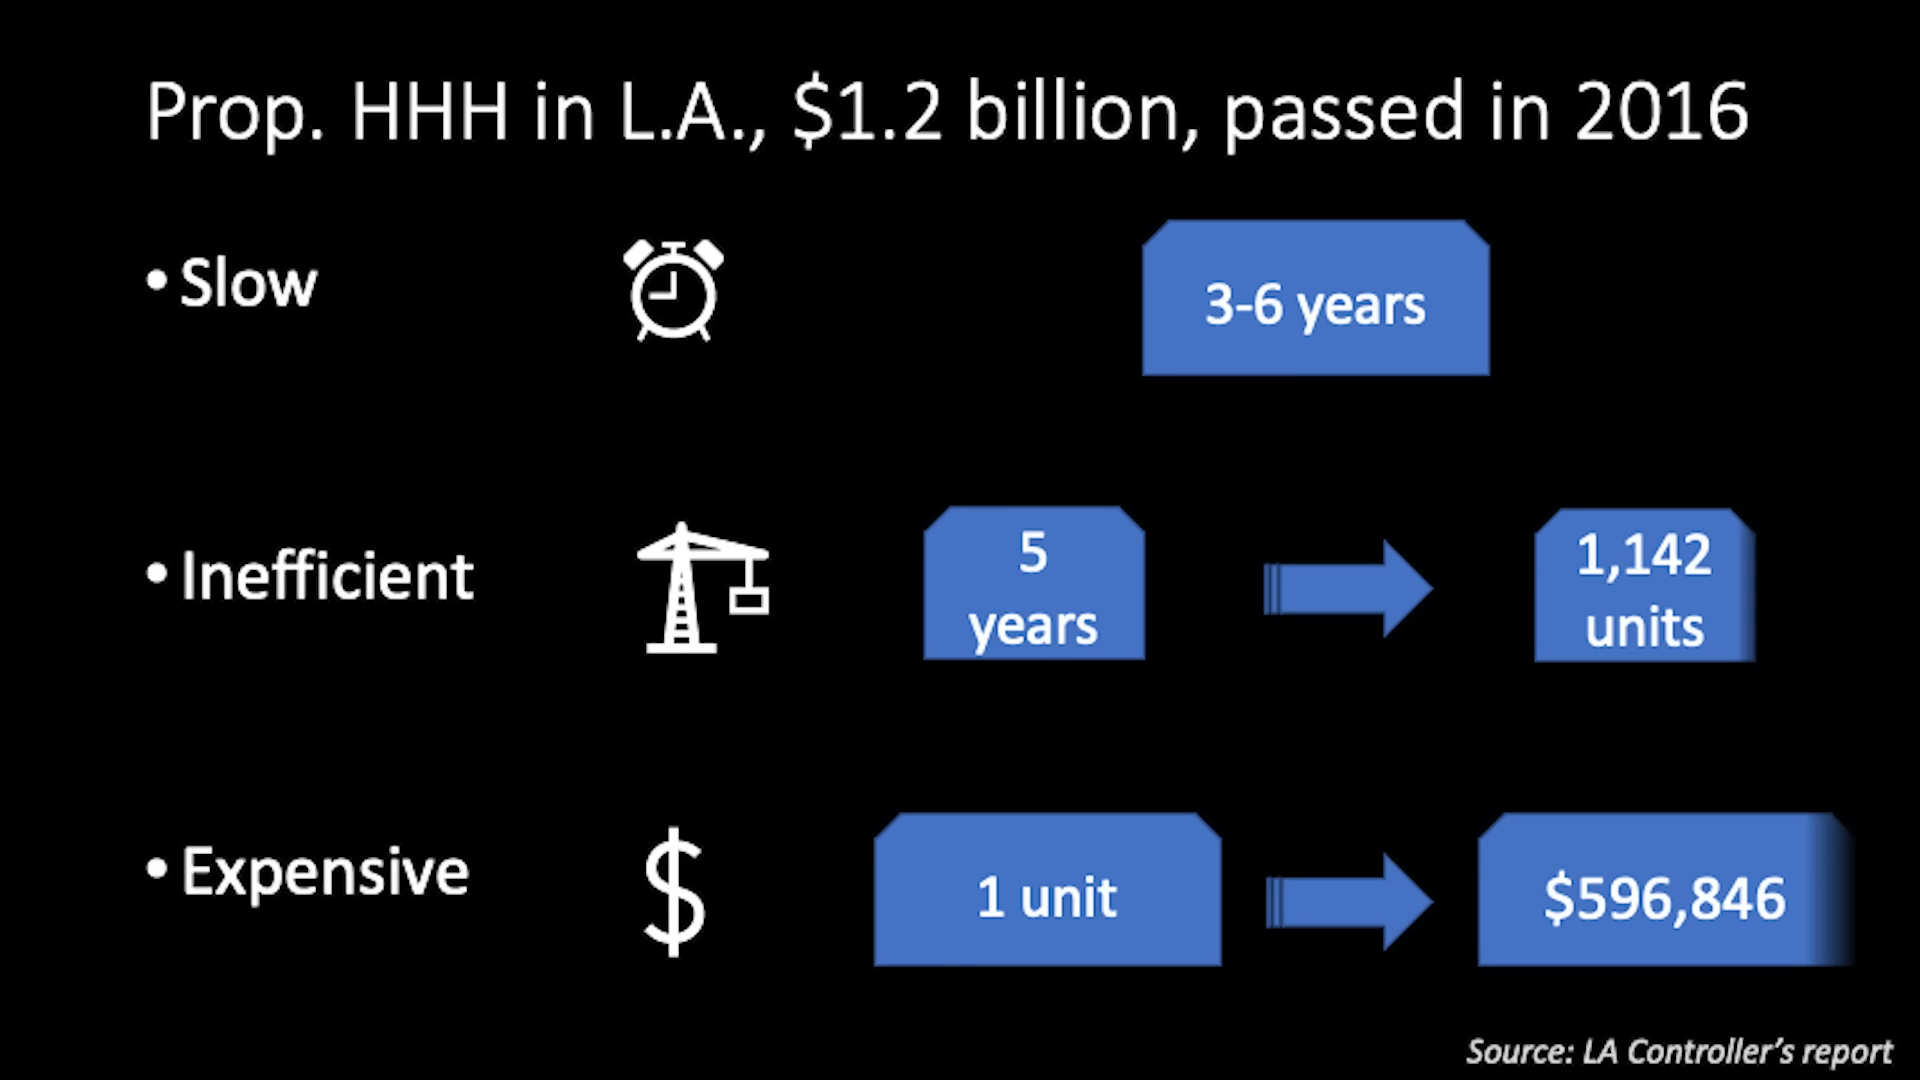 Prop. HHH in L.A., $1.2 billion, passed in 2016
• Slow
3-6 years
• Inefficient
5
years
1,142
units
• Expensive
1 unit
$596,846
Source: LA Controller’s report